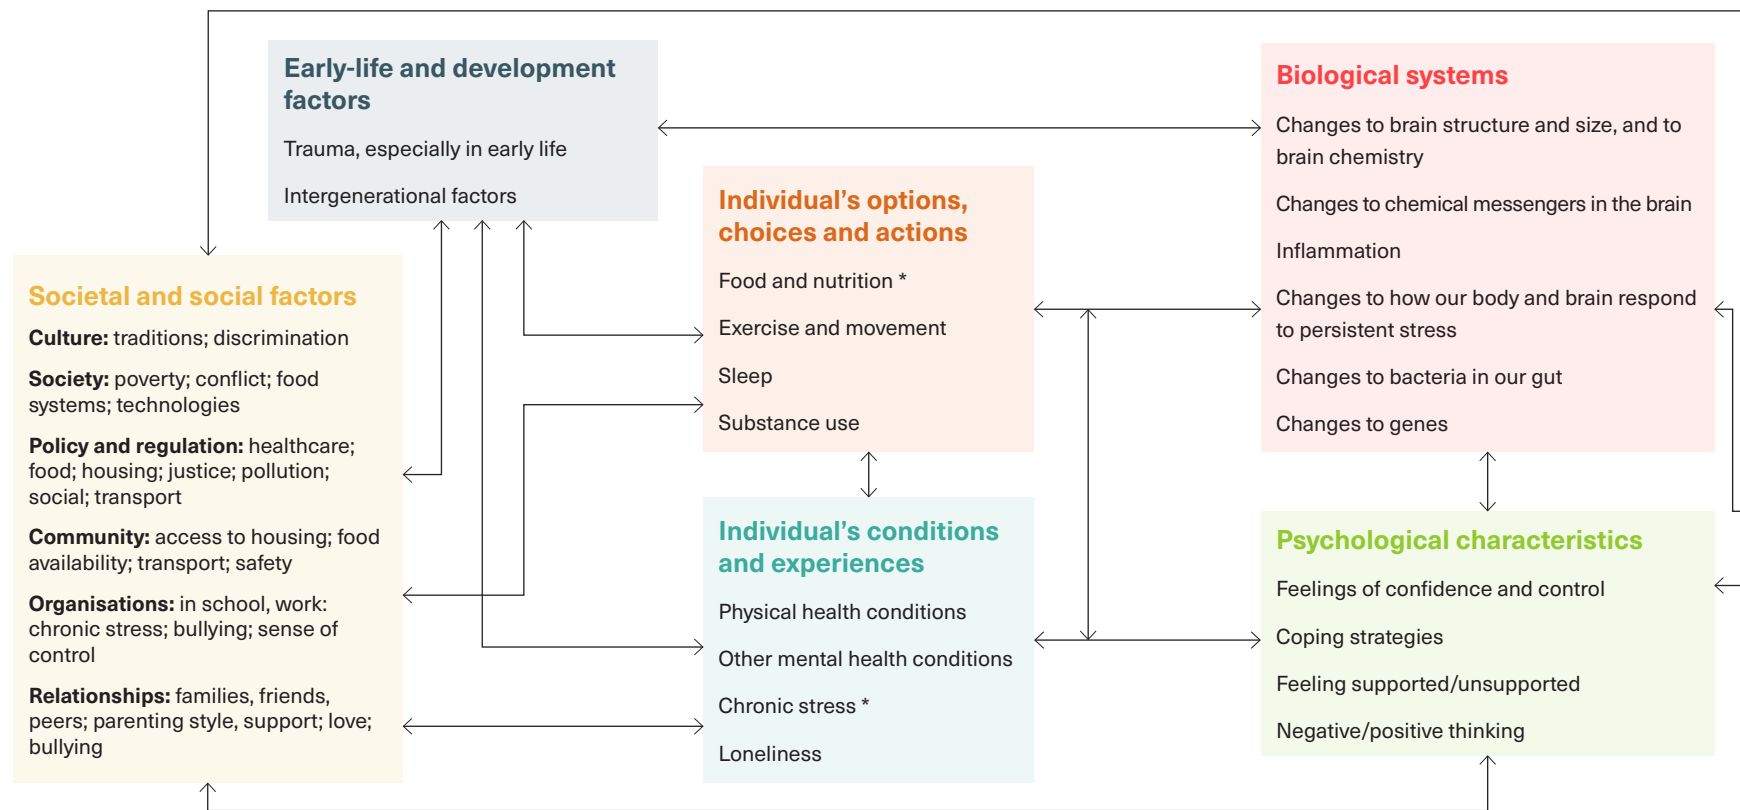 Early-life and development
factors
Trauma, especially in early life
Intergenerational factors
Societal and social factors
Culture: traditions; discrimination
Society: poverty; conflict; food
systems; technologies
Policy and regulation: healthcare;
food; housing; justice; pollution;
social; transport
Community: access to housing; food
availability; transport; safety
Organisations: in school, work:
chronic stress; bullying; sense of
control
Relationships: families, friends,
peers; parenting style, support; love;
bullying
Individual’s options,
choices and actions
Food and nutrition *
Exercise and movement
Sleep
Substance use
Individual’s conditions
and experiences
Physical health conditions
Other mental health conditions
Chronic stress *
Loneliness
Biological systems
Changes to brain structure and size, and to
brain chemistry
Changes to chemical messengers in the brain
Inflammation
Changes to how our body and brain respond
to persistent stress
Changes to bacteria in our gut
Changes to genes
Psychological characteristics
Feelings of confidence and control
Coping strategies
Feeling supported/unsupported
Negative/positive thinking